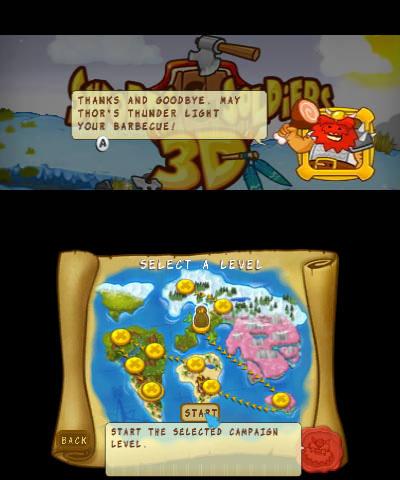 THANKS AND GOODBYE. MAY
THOR'S THUNDER LIGHT
YOUR BARBECUE!
A
3D
SELECT A LEVEL
START
BACK
START THE SELECTED CAMPAIGN
LEVEL.